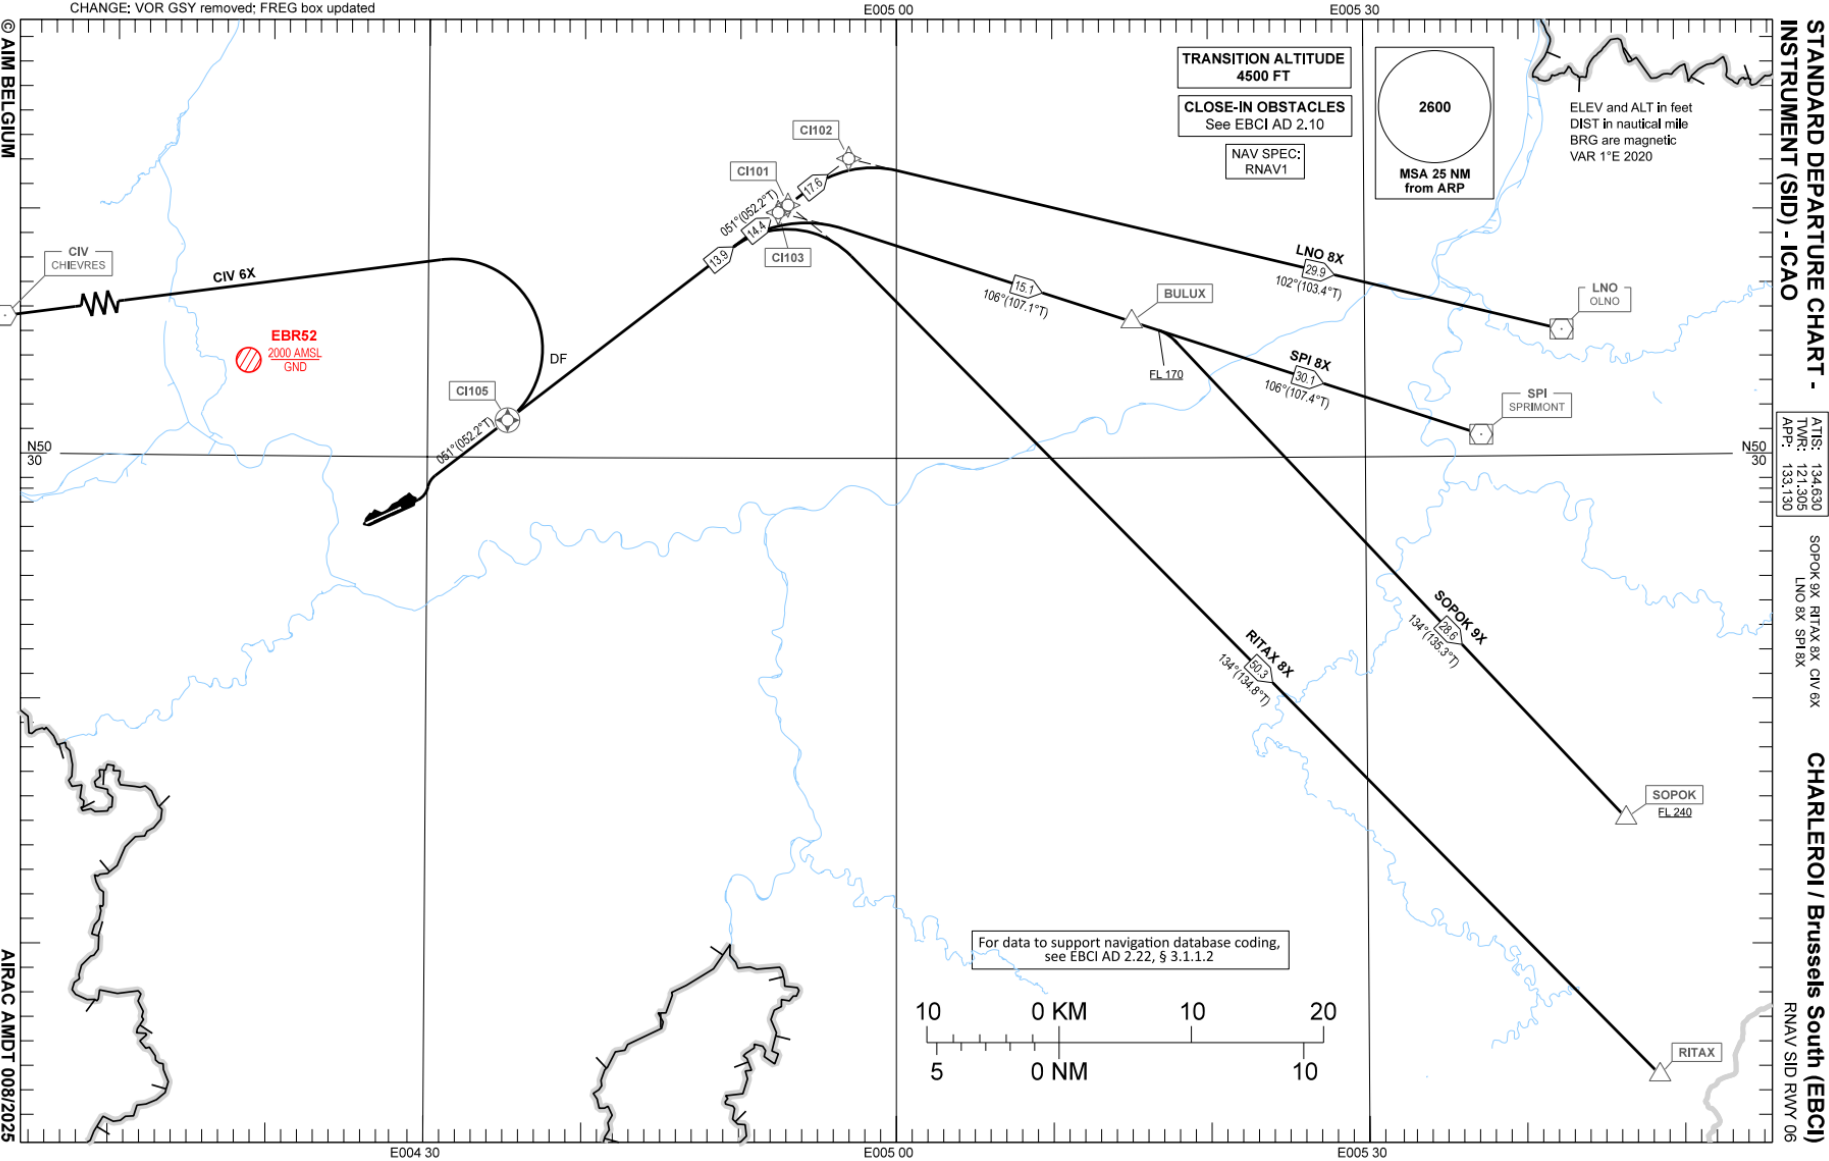 CHANGE: VOR GSY removed; FREG box updated
© AIM BELGIUM
AIRAC AMDT 008/2025
STANDARD DEPARTURE CHART -
INSTRUMENT (SID) - ICAO
ATIS: 134.630
TWR: 121.305
APP: 133.130
SOPOK 9X RITAX 8X CIV 6X
LNO 8X SPI 8X
CHARLEROI / Brussels South (EBCI)
RNAV SID RWY 06
E005 00
E005 30
TRANSITION ALTITUDE
4500 FT
CLOSE-IN OBSTACLES
See EBCI AD 2.10
NAV SPEC:
RNAV1
2600
MSA 25 NM
from ARP
ELEV and ALT in feet
DIST in nautical mile
BRG are magnetic
VAR 1°E 2020
CI102
CI101
17.6
051°(052.2°T)
14.4
13.9
CI103
CIV
CHIEVRES
CIV 6X
LNO 8X
29.9
102°(103.4°T)
LNO
OLNO
15.1
106°(107.1°T)
BULUX
EBR52
2000 AMSL
GND
DF
FL 170
SPI 8X
30.1
106°(107.4°T)
SPI
SPRIMONT
CI105
051°(052.2°T)
N50
30
N50
30
SOPOK 9X
28.6
134°(135.3°T)
RITAX 8X
50.3
134°(134.8°T)
SOPOK
FL 240
For data to support navigation database coding,
see EBCI AD 2.22, § 3.1.1.2
10 0 KM 10 20
5 0 NM 10
RITAX
E004 30
E005 00
E005 30